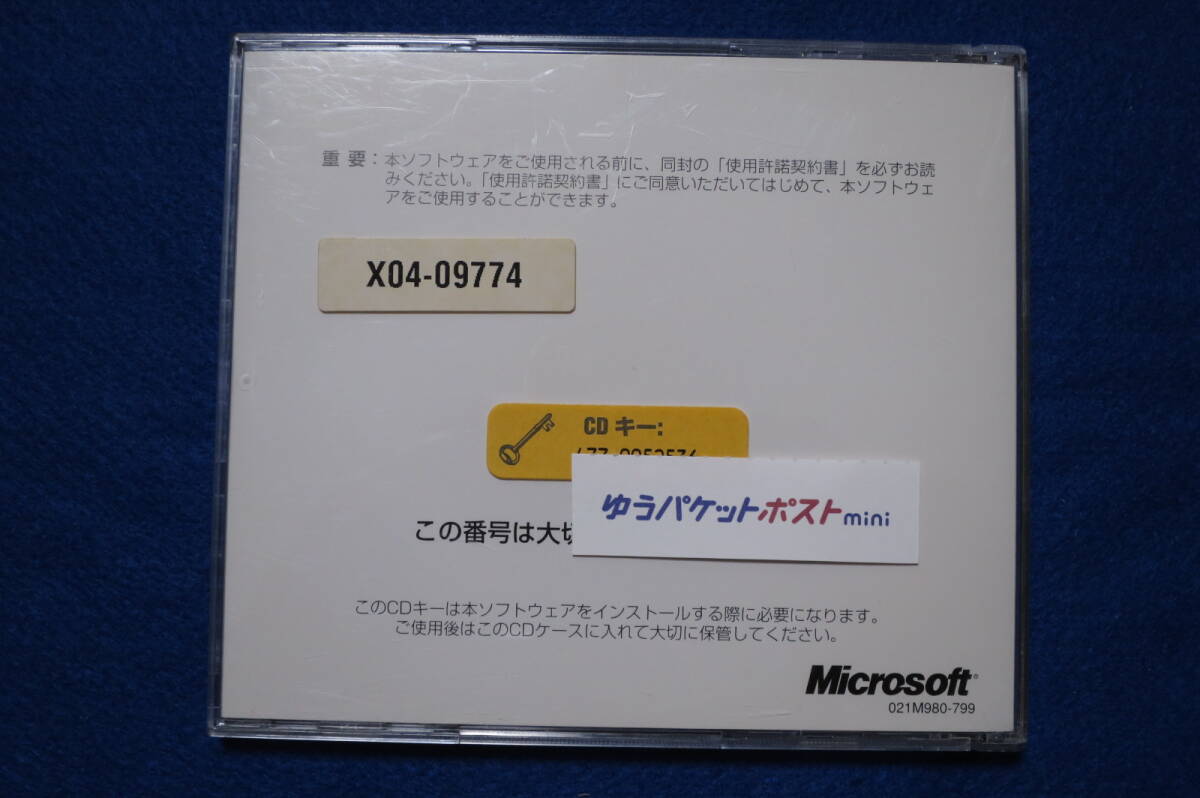 重 要：本ソフトウェアをご使用される前に、同封の「使用許諾契約書」を必ずお読
みください。「使用許諾契約書」にご同意いただいてはじめて、本ソフトウェ
アをご使用することができます。
X04-09774
CD キー：
ゆうパケットポストmini
この番号は大切
このCDキーは本ソフトウェアをインストールする際に必要になります。
ご使用後はこのCDケースに入れて大切に保管してください。
Microsoft®
021M980-799